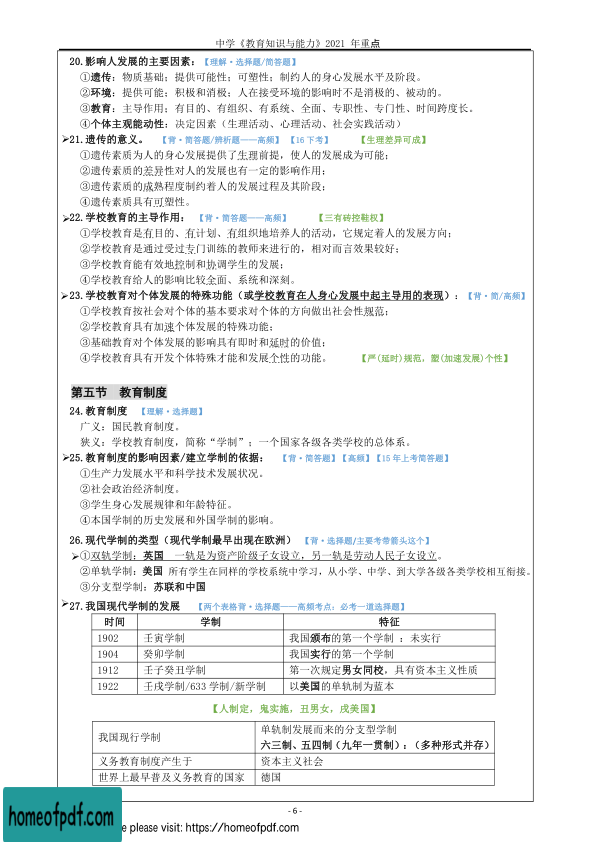 中学《教育知识与能力》2021 年重点
20.影响人发展的主要因素：【理解·选择题/简答题】
①遗传：物质基础；提供可能性；可塑性；制约人的身心发展水平及阶段。
②环境：提供可能；积极和消极；人在接受环境的影响时不是消极的、被动的。
③教育：主导作用；有目的、有组织、有系统、全面、专职性、专门性、时间跨度长。
④个体主观能动性：决定因素（生理活动、心理活动、社会实践活动）
➢21.遗传的意义。 【背·简答题/辨析题——高频】【16 下考】 【生理差异可成】
①遗传素质为人的身心发展提供了生理前提，使人的发展成为可能；
②遗传素质的差异性对人的发展也有一定的影响作用；
③遗传素质的成熟程度制约着人的发展过程及其阶段；
④遗传素质具有可塑性。
➢22.学校教育的主导作用： 【背·简答题——高频】 【三有砖控鞋权】
①学校教育是有目的、有计划、有组织地培养人的活动，它规定着人的发展方向；
②学校教育是通过受过专门训练的教师来进行的，相对而言效果较好；
③学校教育能有效地控制和协调学生的发展；
④学校教育给人的影响比较全面、系统和深刻。
➢23.学校教育对个体发展的特殊功能（或学校教育在人身心发展中起主导用的表现）：【背·简/高频】
①学校教育按社会对个体的基本要求对个体的方向做出社会性规范；
②学校教育具有加速个体发展的特殊功能；
③基础教育对个体发展的影响具有即时和延时的价值；
④学校教育具有开发个体特殊才能和发展个性的功能。 【严(延时)规范，塑(加速发展)个性】
第五节 教育制度
24.教育制度 【理解·选择题】
广义：国民教育制度。
狭义：学校教育制度，简称“学制”；一个国家各级各类学校的总体系。
➢25.教育制度的影响因素/建立学制的依据： 【背·简答题】【高频】【15 年上考简答题】
①生产力发展水平和科学技术发展状况。
②社会政治经济制度。
③学生身心发展规律和年龄特征。
④本国学制的历史发展和外国学制的影响。
26.现代学制的类型（现代学制最早出现在欧洲） 【背·选择题/主要考带箭头这个】
➢①双轨学制：英国 一轨是为资产阶级子女设立，另一轨是劳动人民子女设立。
②单轨学制：美国 所有学生在同样的学校系统中学习，从小学、中学、到大学各级各类学校相互衔接。
③分支型学制：苏联和中国
➢27.我国现代学制的发展 【两个表格背·选择题——高频考点：必考一道选择题】
时间 学制 特征
1902 壬寅学制 我国颁布的第一个学制 ；未实行
1904 癸卯学制 我国实行的第一个学制
1912 壬子癸丑学制 第一次规定男女同校，具有资本主义性质
1922 壬戌学制/633 学制/新学制 以美国的单轨制为蓝本
【人制定，鬼实施，丑男女，戌美国】
我国现行学制 单轨制发展而来的分支型学制
六三制、五四制（九年一贯制）；（多种形式并存）
义务教育制度产生于 资本主义社会
世界上最早普及义务教育的国家 德国
- 6 -
homeofpdf.com
e please visit: https://homeofpdf.com